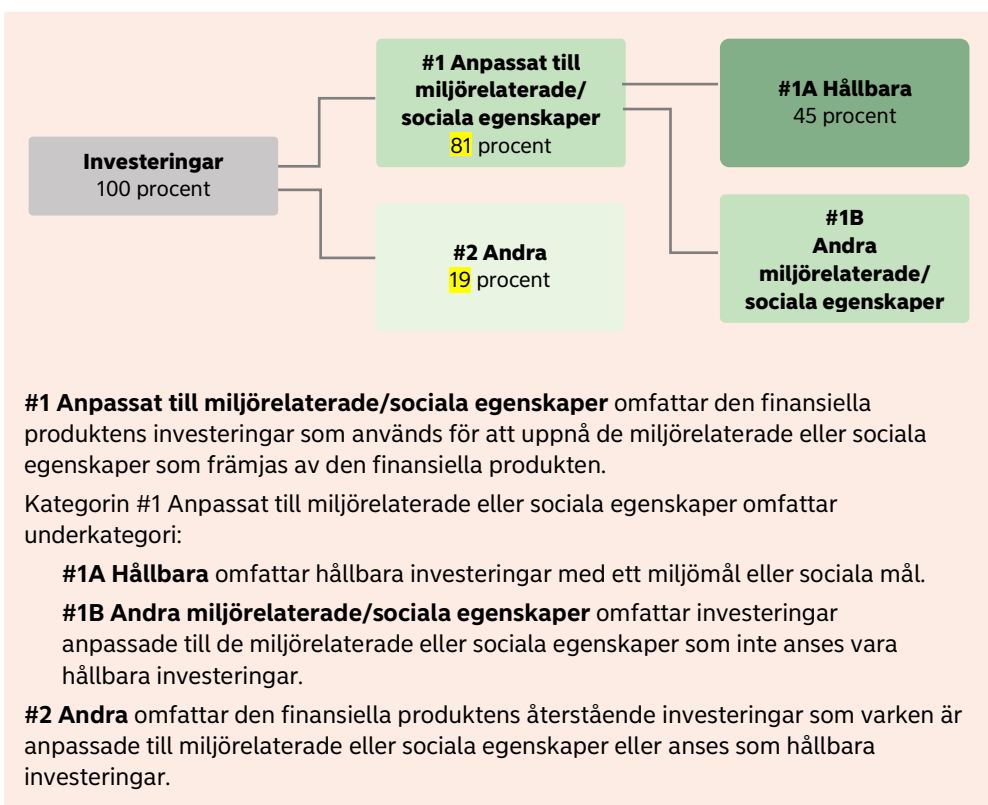 Investeringar
100 procent
#1 Anpassat till
miljörelaterade/
sociala egenskaper
81 procent
#2 Andra
19 procent
#1A Hållbara
45 procent
#1B
Andra
miljörelaterade/
sociala egenskaper
#1 Anpassat till miljörelaterade/sociala egenskaper omfattar den finansiella
produktens investeringar som används för att uppnå de miljörelaterade eller sociala
egenskaper som främjas av den finansiella produkten.
Kategorin #1 Anpassat till miljörelaterade eller sociala egenskaper omfattar
underkategori:
#1A Hållbara omfattar hållbara investeringar med ett miljömål eller sociala mål.
#1B Andra miljörelaterade/sociala egenskaper omfattar investeringar
anpassade till de miljörelaterade eller sociala egenskaper som inte anses vara
hållbara investeringar.
#2 Andra omfattar den finansiella produktens återstående investeringar som varken är
anpassade till miljörelaterade eller sociala egenskaper eller anses som hållbara
investeringar.